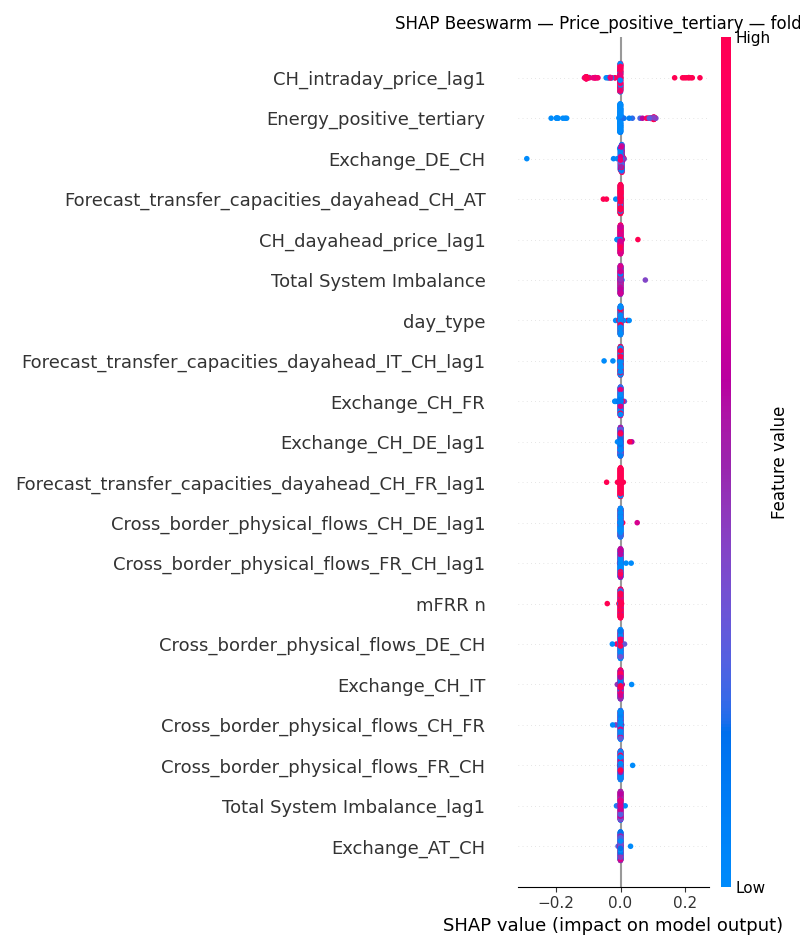 SHAP Beeswarm — Price_positive_tertiary — fold
High
CH_intraday_price_lag1
Energy_positive_tertiary
Exchange_DE_CH
Forecast_transfer_capacities_dayahead_CH_AT
CH_dayahead_price_lag1
Total System Imbalance
day_type
Forecast_transfer_capacities_dayahead_IT_CH_lag1
Exchange_CH_FR
Exchange_CH_DE_lag1
Forecast_transfer_capacities_dayahead_CH_FR_lag1
Cross_border_physical_flows_CH_DE_lag1
Cross_border_physical_flows_FR_CH_lag1
mFRR n
Cross_border_physical_flows_DE_CH
Exchange_CH_IT
Cross_border_physical_flows_CH_FR
Cross_border_physical_flows_FR_CH
Total System Imbalance_lag1
Exchange_AT_CH
Feature value
Low
−0.2 0.0 0.2
SHAP value (impact on model output)